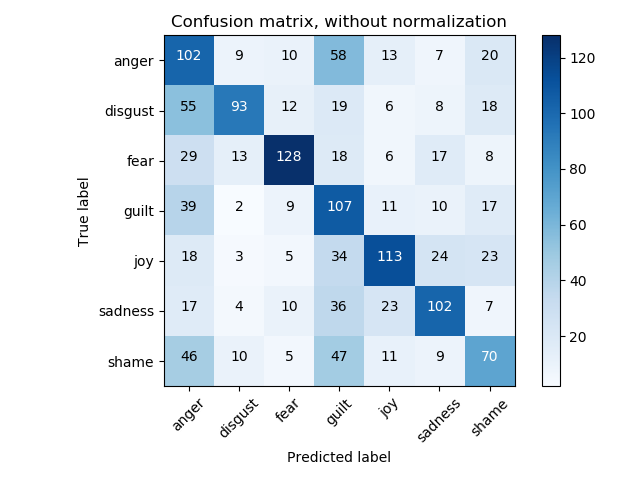 Confusion matrix, without normalization
anger 102 9 10 58 13 7 20
disgust 55 93 12 19 6 8 18
fear 29 13 128 18 6 17 8
guilt 39 2 9 107 11 10 17
joy 18 3 5 34 113 24 23
sadness 17 4 10 36 23 102 7
shame 46 10 5 47 11 9 70
anger disgust fear guilt joy sadness shame
Predicted label
True label
120
100
80
60
40
20